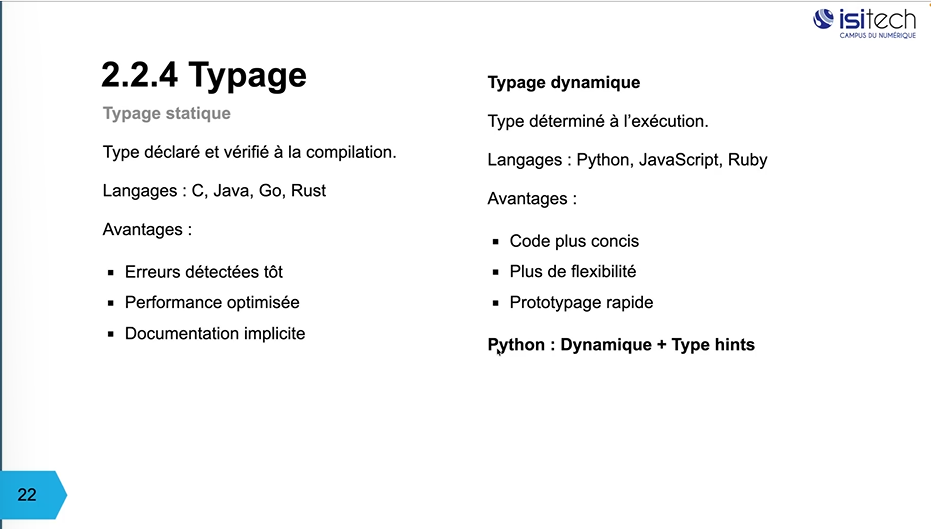 isitech
CAMPUS DU NUMÉRIQUE
2.2.4 Typage
Typage statique
Type déclaré et vérifié à la compilation.
Langages : C, Java, Go, Rust
Avantages :
▪ Erreurs détectées tôt
▪ Performance optimisée
▪ Documentation implicite
Typage dynamique
Type déterminé à l’exécution.
Langages : Python, JavaScript, Ruby
Avantages :
▪ Code plus concis
▪ Plus de flexibilité
▪ Prototypage rapide
Python : Dynamique + Type hints
22